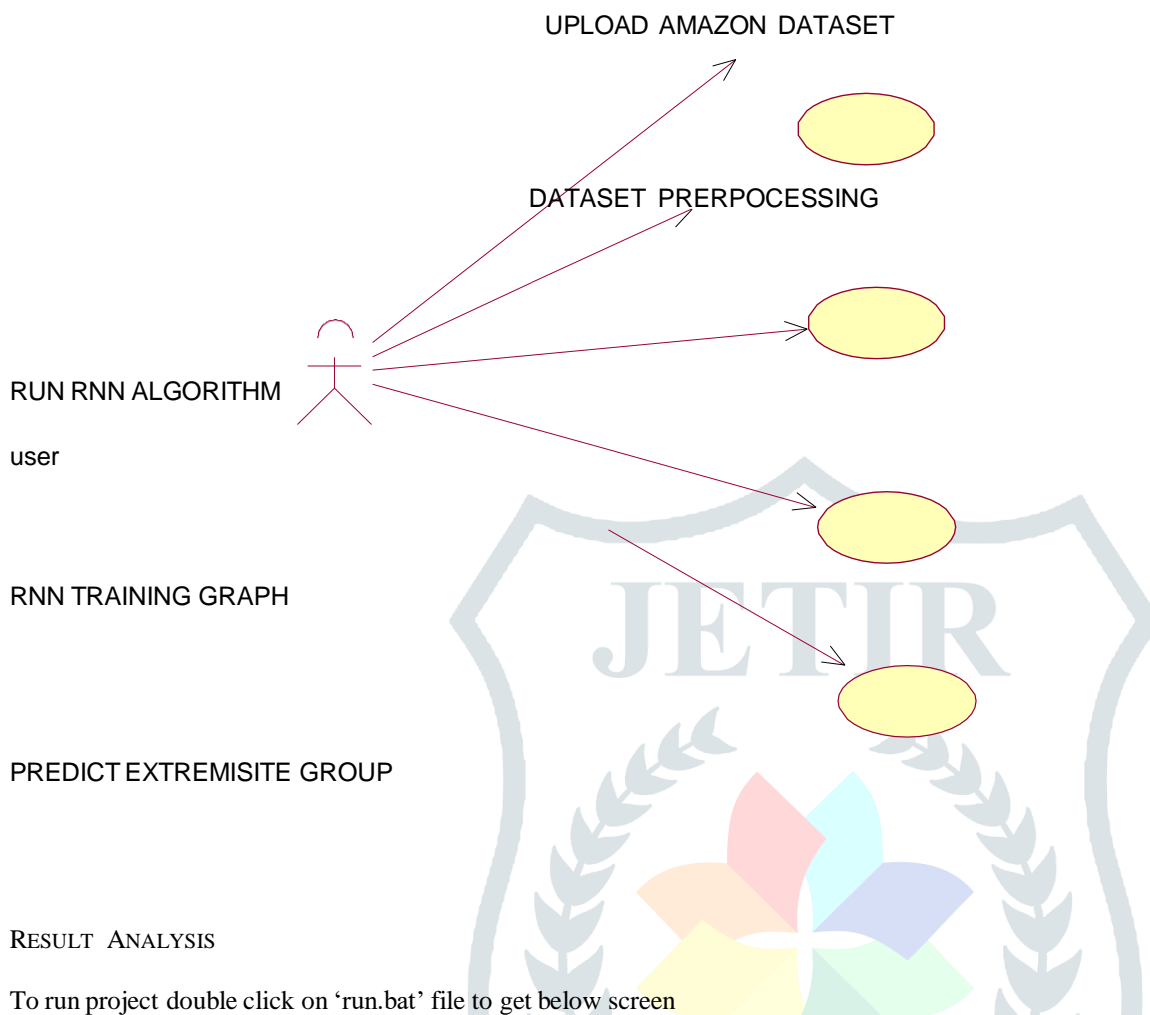 UPLOAD AMAZON DATASET
DATASET PRERPOCESSING
RUN RNN ALGORITHM
user
RNN TRAINING GRAPH
JETIR
PREDICT EXTREMISITE GROUP
RESULT ANALYSIS
To run project double click on ‘run.bat’ file to get below screen